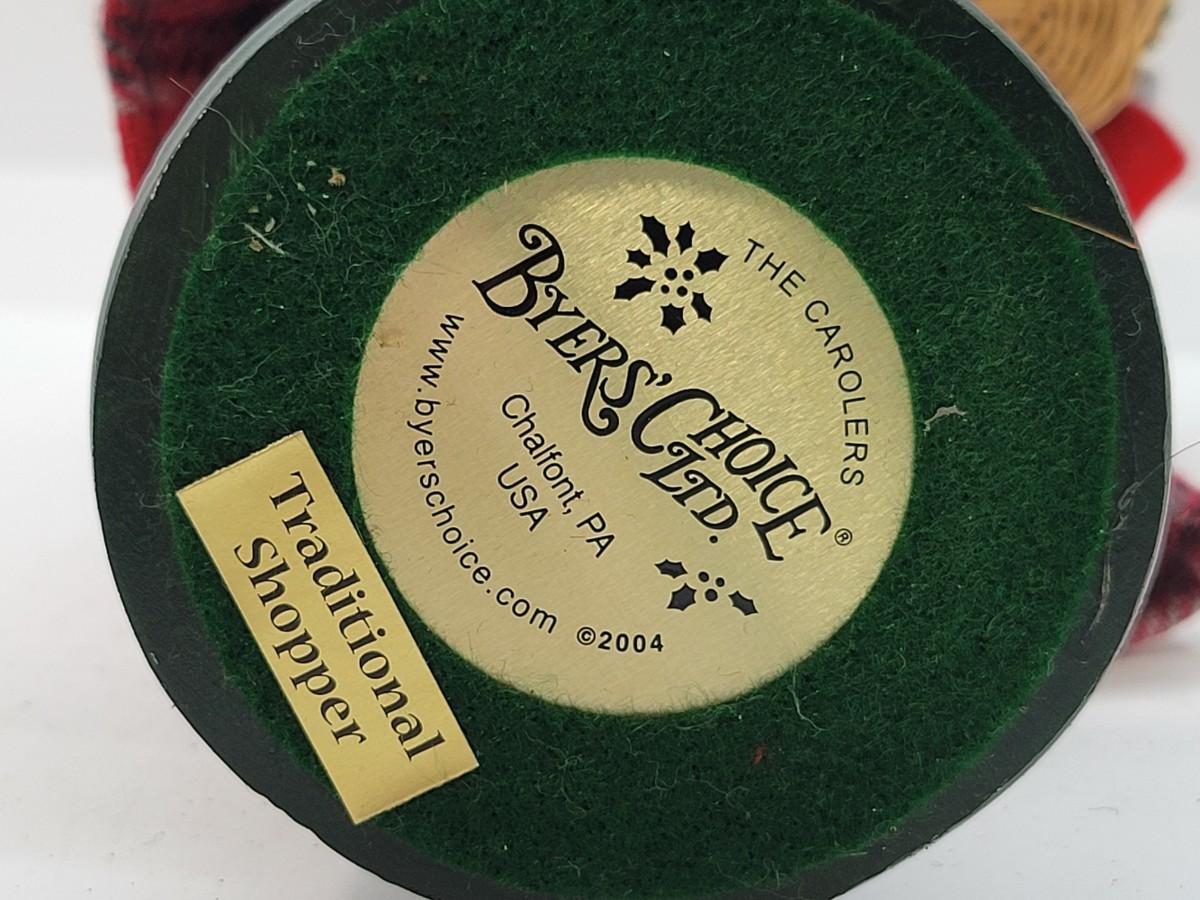 THE CAROLERS
BYERS' CHOICE®
LTD.
Chalfont, PA
USA
www.byerschoice.com ©2004
Traditional
Shopper